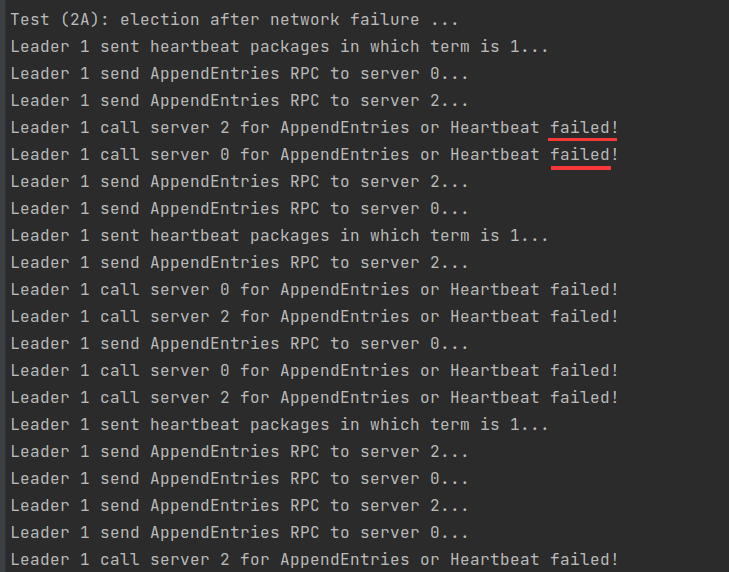 Test (2A): election after network failure ...
Leader 1 sent heartbeat packages in which term is 1...
Leader 1 send AppendEntries RPC to server 0...
Leader 1 send AppendEntries RPC to server 2...
Leader 1 call server 2 for AppendEntries or Heartbeat failed!
Leader 1 call server 0 for AppendEntries or Heartbeat failed!
Leader 1 send AppendEntries RPC to server 2...
Leader 1 send AppendEntries RPC to server 0...
Leader 1 sent heartbeat packages in which term is 1...
Leader 1 send AppendEntries RPC to server 2...
Leader 1 call server 0 for AppendEntries or Heartbeat failed!
Leader 1 call server 2 for AppendEntries or Heartbeat failed!
Leader 1 send AppendEntries RPC to server 0...
Leader 1 call server 0 for AppendEntries or Heartbeat failed!
Leader 1 call server 2 for AppendEntries or Heartbeat failed!
Leader 1 sent heartbeat packages in which term is 1...
Leader 1 send AppendEntries RPC to server 2...
Leader 1 send AppendEntries RPC to server 0...
Leader 1 send AppendEntries RPC to server 2...
Leader 1 send AppendEntries RPC to server 0...
Leader 1 call server 2 for AppendEntries or Heartbeat failed!